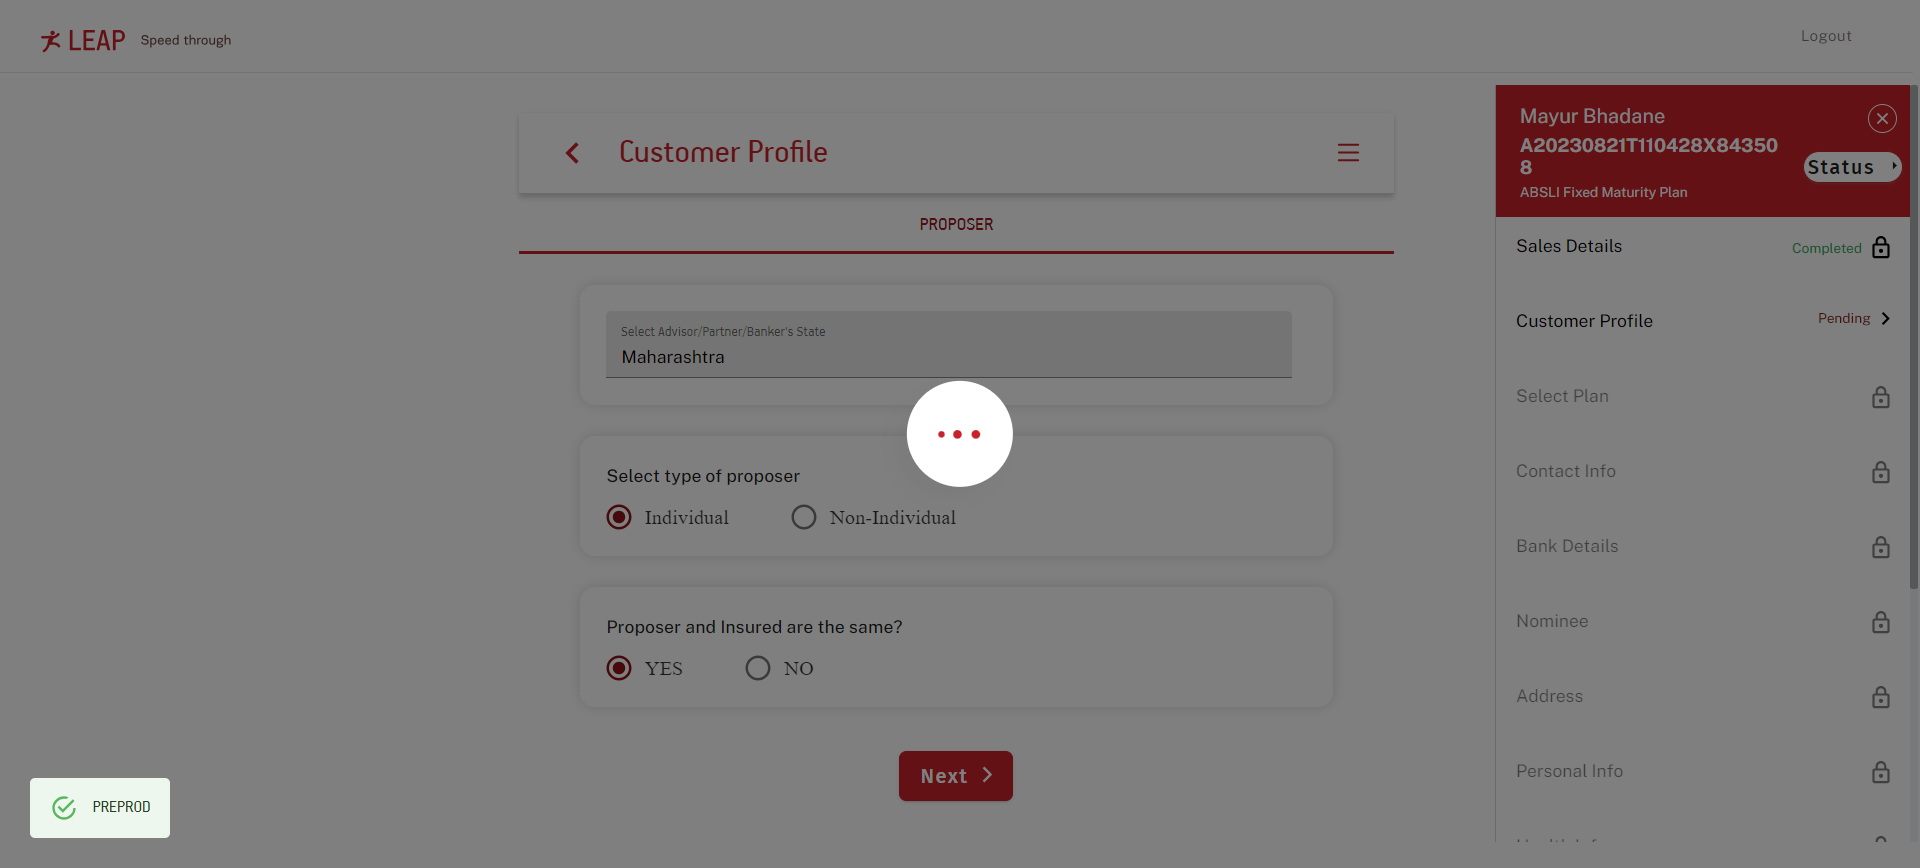 LEAP Speed through
Logout
Customer Profile
PROPOSER
Select Advisor/Partner/Banker's State
Maharashtra
Select type of proposer
Individual Non-Individual
Proposer and Insured are the same?
YES NO
Next
PREPROD
Mayur Bhadane
A20230821T110428X84350
8
Status
ABSLI Fixed Maturity Plan
Sales Details Completed
Customer Profile Pending
Select Plan
Contact Info
Bank Details
Nominee
Address
Personal Info